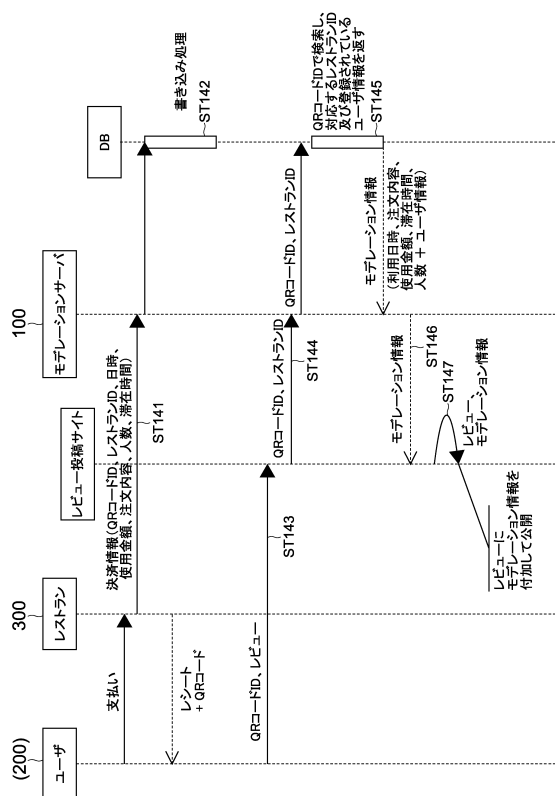 (200)
ユーザ
300
レストラン
レビュー投稿サイト
100
モデレーションサーバ
DB
支払い
決済情報(QRコードID、レストランID、日時、
使用金額、注文内容、人数、滞在時間)
ST141
書き込み処理
ST142
レシート
+ QRコード
QRコードID、レビュー
ST143
QRコードID、レストランID
ST144
QRコードID、レストランID
QRコードIDで検索し、
対応するレストランID
及び登録されている
ユーザ情報を返す
ST145
モデレーション情報
(利用日時、注文内容、
使用金額、滞在時間、
人数 + ユーザ情報)
モデレーション情報
ST146
ST147
レビュー、
モデレーション情報
レビューに
モデレーション情報を
付加して公開